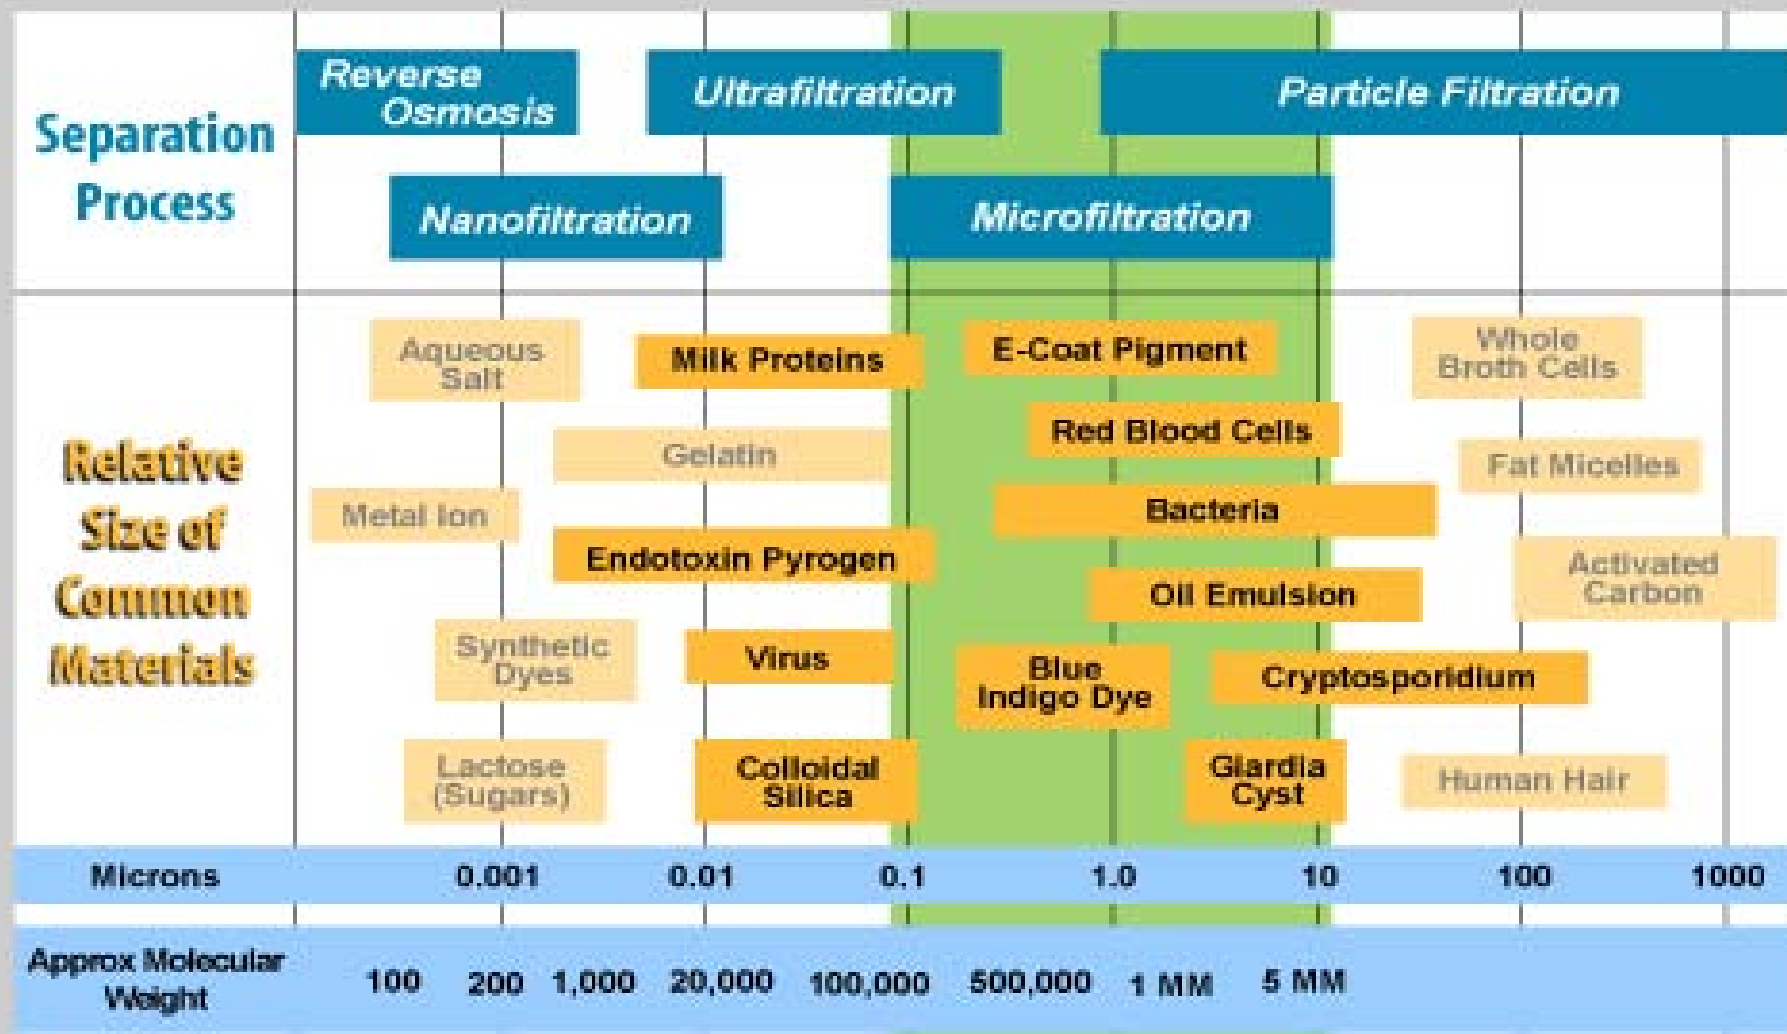 Reverse
Osmosis
Ultrafiltration
Particle Filtration
Separation
Process
Nanofiltration
Microfiltration
Aqueous
Salt
Milk Proteins
E-Coat Pigment
Whole
Broth Cells
Red Blood Cells
Gelatin
Fat Micelles
Relative
Size of
Common
Materials
Metal Ion
Bacteria
Endotoxin Pyrogen
Oil Emulsion
Activated
Carbon
Synthetic
Dyes
Virus
Blue
Indigo Dye
Cryptosporidium
Lactose
(Sugars)
Colloidal
Silica
Giardia
Cyst
Human Hair
Microns 0.001 0.01 0.1 1.0 10 100 1000
Approx Molecular
Weight
100 200 1,000 20,000 100,000 500,000 1 MM 5 MM